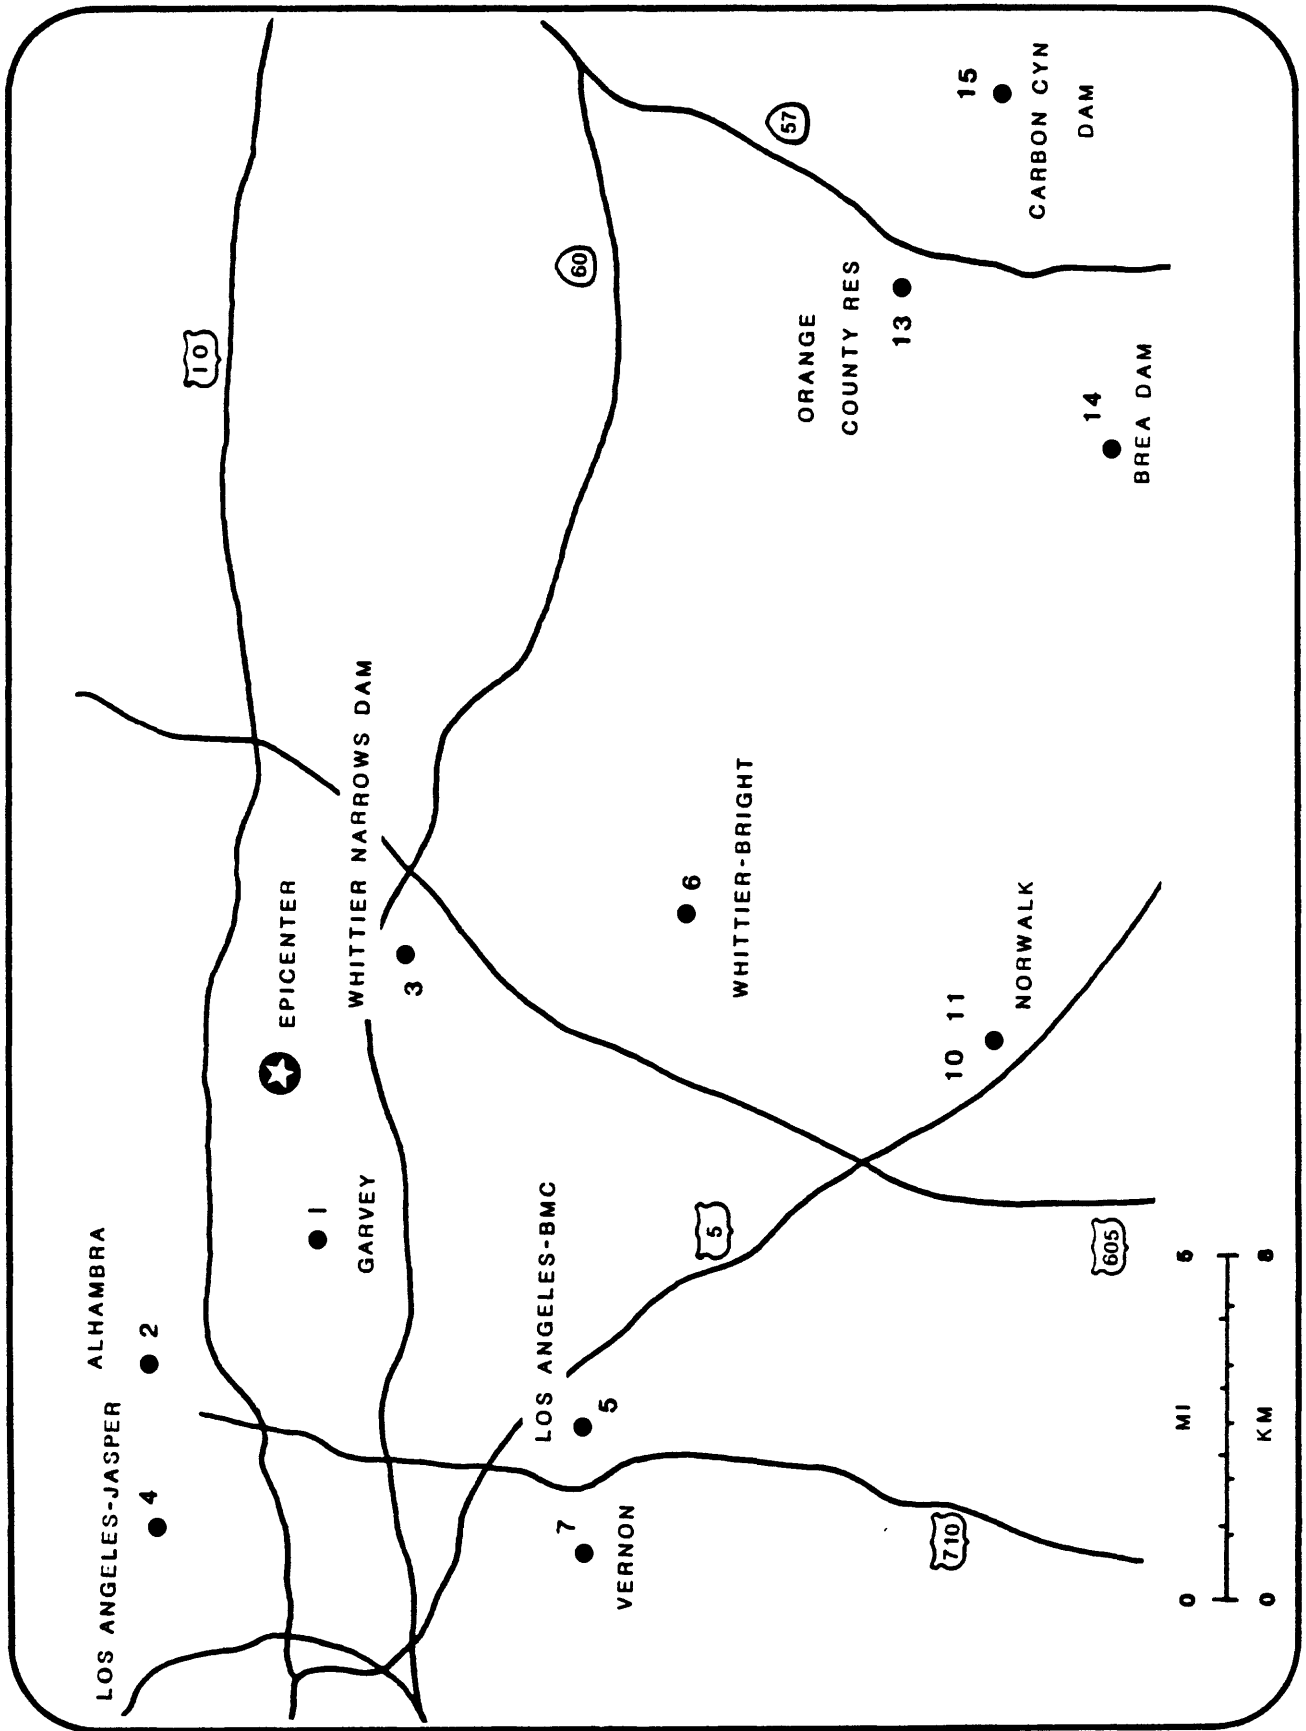 LOS ANGELES-JASPER
4
ALHAMBRA
2
1
GARVEY
EPICENTER
WHITTIER NARROWS DAM
3
10
60
57
LOS ANGELES-BMC
5
7
VERNON
5
6
WHITTIER-BRIGHT
ORANGE
COUNTY RES
13
15
CARBON CYN
DAM
14
BREA DAM
10 11
NORWALK
710
605
0 MI 5
0 KM 8